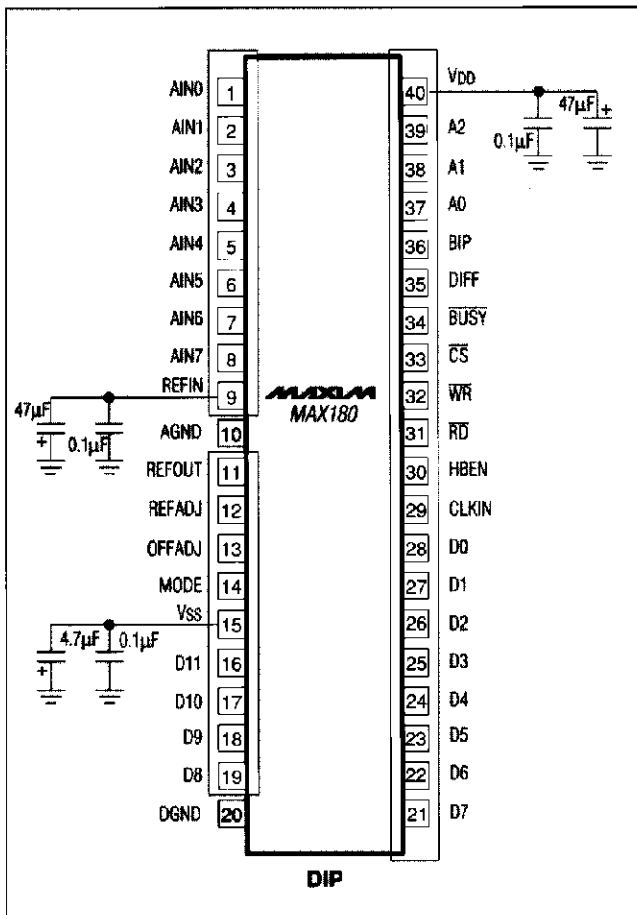 AIN0 1
AIN1 2
AIN2 3
AIN3 4
AIN4 5
AIN5 6
AIN6 7
AIN7 8
REFIN 9
47µF + 0.1µF
AGND 10
REFOUT 11
REFADJ 12
OFFADJ 13
MODE 14
VSS 15
4.7µF + 0.1µF
D11 16
D10 17
D9 18
D8 19
DGND 20
MAXIM
MAX180
40 VDD
0.1µF 47µF +
39 A2
38 A1
37 A0
36 BIP
35 DIFF
34 B̅U̅S̅Y̅
33 C̅S̅
32 W̅R̅
31 R̅D̅
30 HBEN
29 CLKIN
28 D0
27 D1
26 D2
25 D3
24 D4
23 D5
22 D6
21 D7
DIP